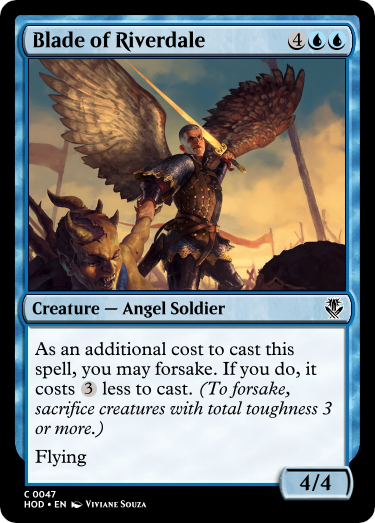 Blade of Riverdale 4
Creature — Angel Soldier
As an additional cost to cast this
spell, you may forsake. If you do, it
costs 3 less to cast. (To forsake,
sacrifice creatures with total toughness 3
or more.)
Flying
4/4
C 0047
HOD • EN Viviane Souza